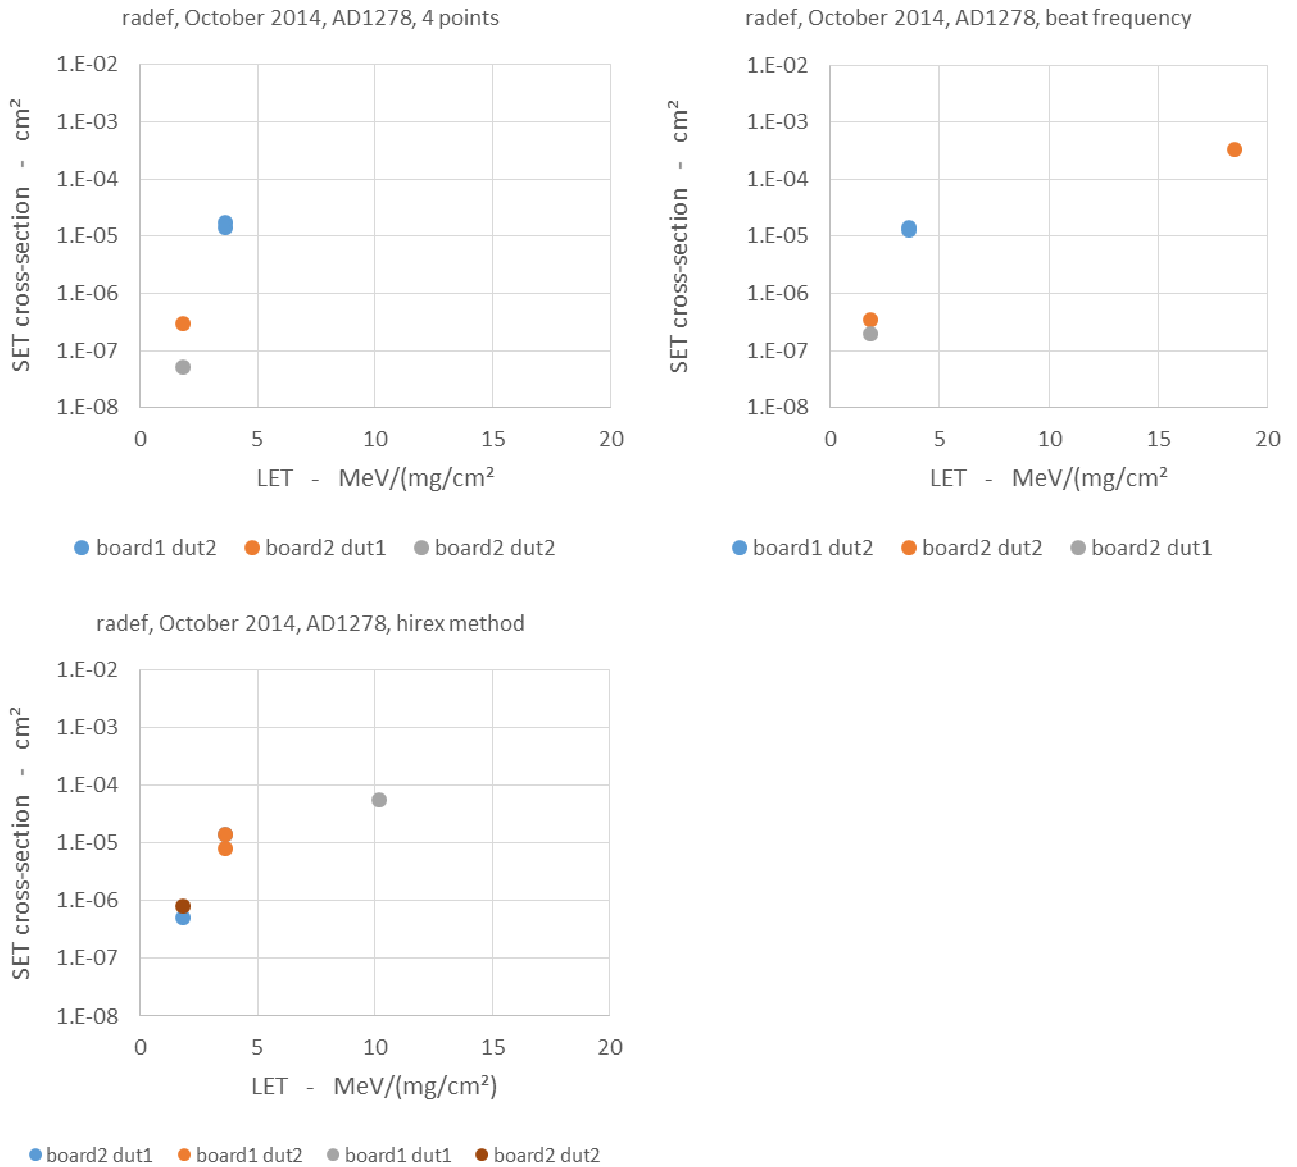 radef, October 2014, AD1278, 4 points
1.E-02
1.E-03
1.E-04
1.E-05
1.E-06
1.E-07
1.E-08
SET cross-section - cm²
0 5 10 15 20
LET - MeV/(mg/cm²
board1 dut2 board2 dut1 board2 dut2
radef, October 2014, AD1278, beat frequency
1.E-02
1.E-03
1.E-04
1.E-05
1.E-06
1.E-07
1.E-08
SET cross-section - cm²
0 5 10 15 20
LET - MeV/(mg/cm²
board1 dut2 board2 dut2 board2 dut1
radef, October 2014, AD1278, hirex method
1.E-02
1.E-03
1.E-04
1.E-05
1.E-06
1.E-07
1.E-08
SET cross-section - cm²
0 5 10 15 20
LET - MeV/(mg/cm²)
board2 dut1 board1 dut2 board1 dut1 board2 dut2